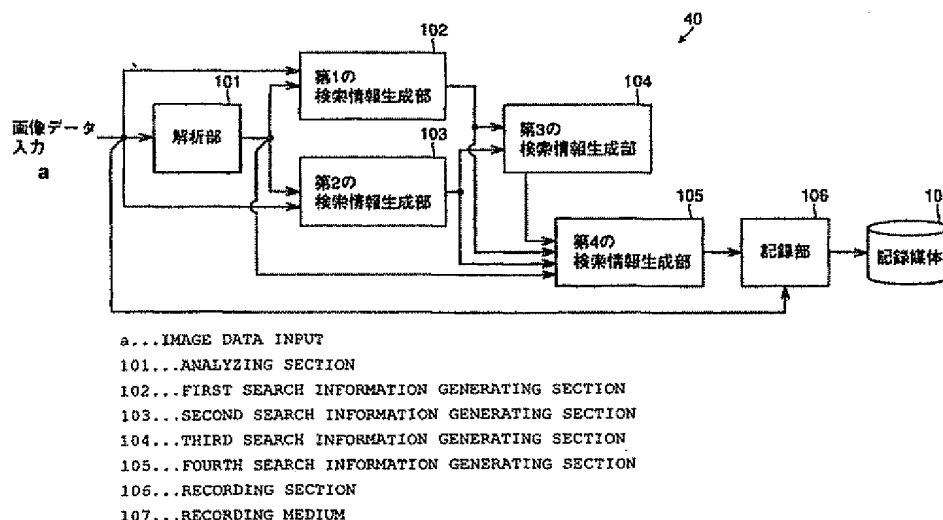 40
102
第1の
検索情報生成部
101
解析部
画像データ
入力
a
103
第2の
検索情報生成部
104
第3の
検索情報生成部
105
第4の
検索情報生成部
106
記録部
10
記録媒体
a...IMAGE DATA INPUT
101...ANALYZING SECTION
102...FIRST SEARCH INFORMATION GENERATING SECTION
103...SECOND SEARCH INFORMATION GENERATING SECTION
104...THIRD SEARCH INFORMATION GENERATING SECTION
105...FOURTH SEARCH INFORMATION GENERATING SECTION
106...RECORDING SECTION
107...RECORDING MEDIUM